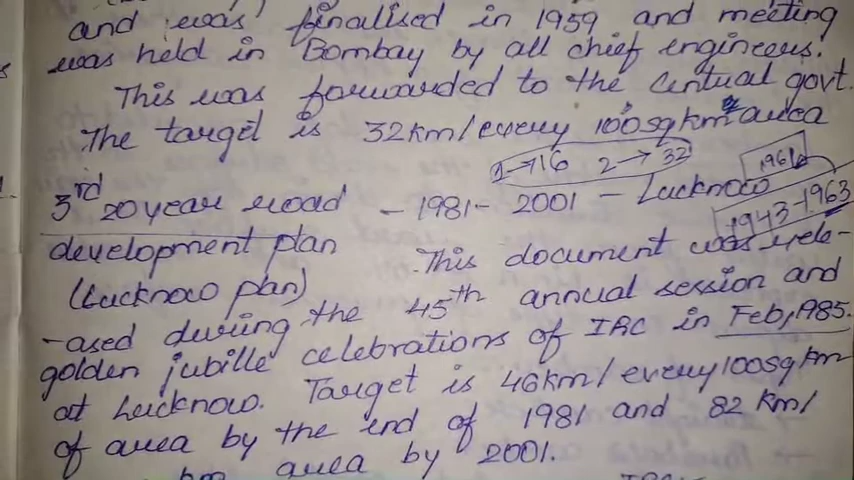 and was finalised in 1959 and meeting
was held in Bombay by all chief engineers.
This was forwarded to the central govt.
The target is 32km/every 100sqkm area
1→16 2→32 1961
3rd 20 year road - 1981- 2001 - Lucknow
1943-1963
development plan This document was rele-
(Lucknow plan)
-ased during the 45th annual session and
golden jubille celebrations of IRC in Feb,1985.
at Lucknow. Target is 46km/every 100sqkm
of area by the end of 1981 and 82 km/
km area by 2001.